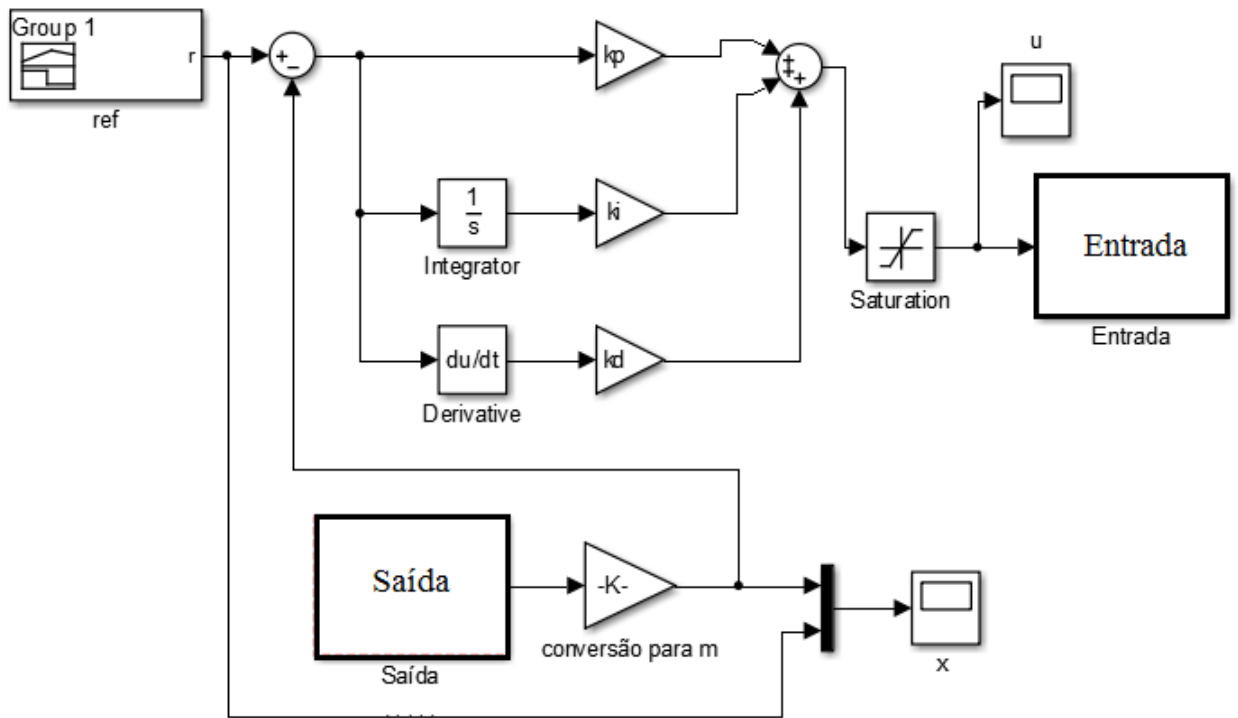 Group 1
r
ref
+
−
kp
+
+
+
u
1
s
Integrator
ki
Saturation
Entrada
Entrada
du/dt
Derivative
kd
Saída
Saída
-K-
conversão para m
x